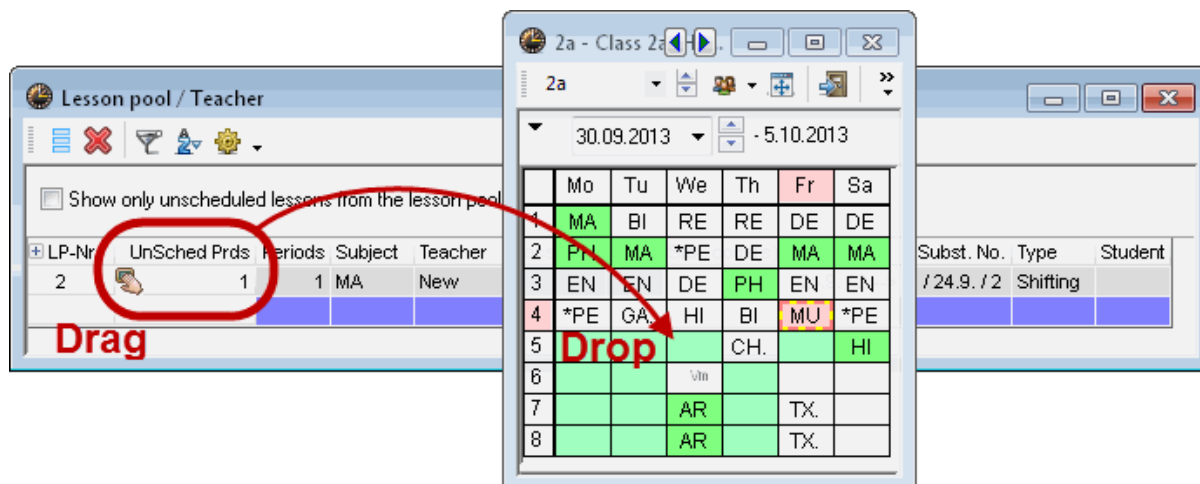 2a - Class 2a
2a
30.09.2013 - 5.10.2013
Lesson pool / Teacher
Show only unscheduled lessons from the lesson pool
LP-Nr. UnSched Prds Periods Subject Teacher Subst. No. Type Student
2 1 1 MA New / 24.9. / 2 Shifting
Drag
Mo Tu We Th Fr Sa
1 MA BI RE RE DE DE
2 PH MA *PE DE MA MA
3 EN EN DE PH EN EN
4 *PE GA. HI BI MU *PE
5 CH. HI
Drop
6 Vm
7 AR TX.
8 AR TX.